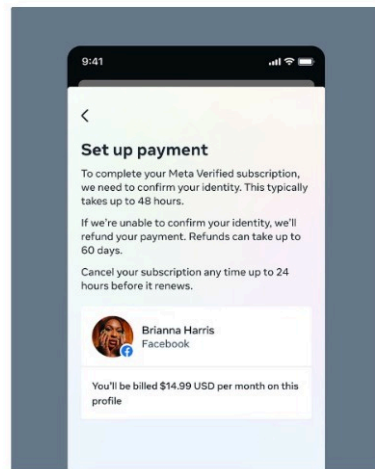 9:41
Set up payment
To complete your Meta Verified subscription,
we need to confirm your identity. This typically
takes up to 48 hours.
If we're unable to confirm your identity, we'll
refund your payment. Refunds can take up to
60 days.
Cancel your subscription any time up to 24
hours before it renews.
Brianna Harris
Facebook
You'll be billed $14.99 USD per month on this
profile